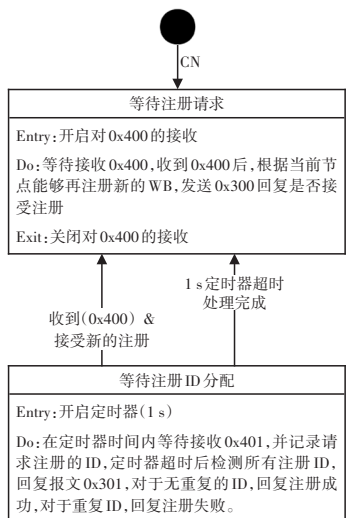 CN
等待注册请求
Entry:开启对0x400的接收
Do:等待接收0x400,收到0x400后,根据当前节
点能够再注册新的WB,发送0x300回复是否接
受注册
Exit:关闭对0x400的接收
1 s定时器超时
处理完成
收到(0x400) &
接受新的注册
等待注册ID分配
Entry:开启定时器(1 s)
Do:在定时器时间内等待接收0x401,并记录请
求注册的ID,定时器超时后检测所有注册ID,
回复报文0x301,对于无重复的ID,回复注册成
功,对于重复ID,回复注册失败。